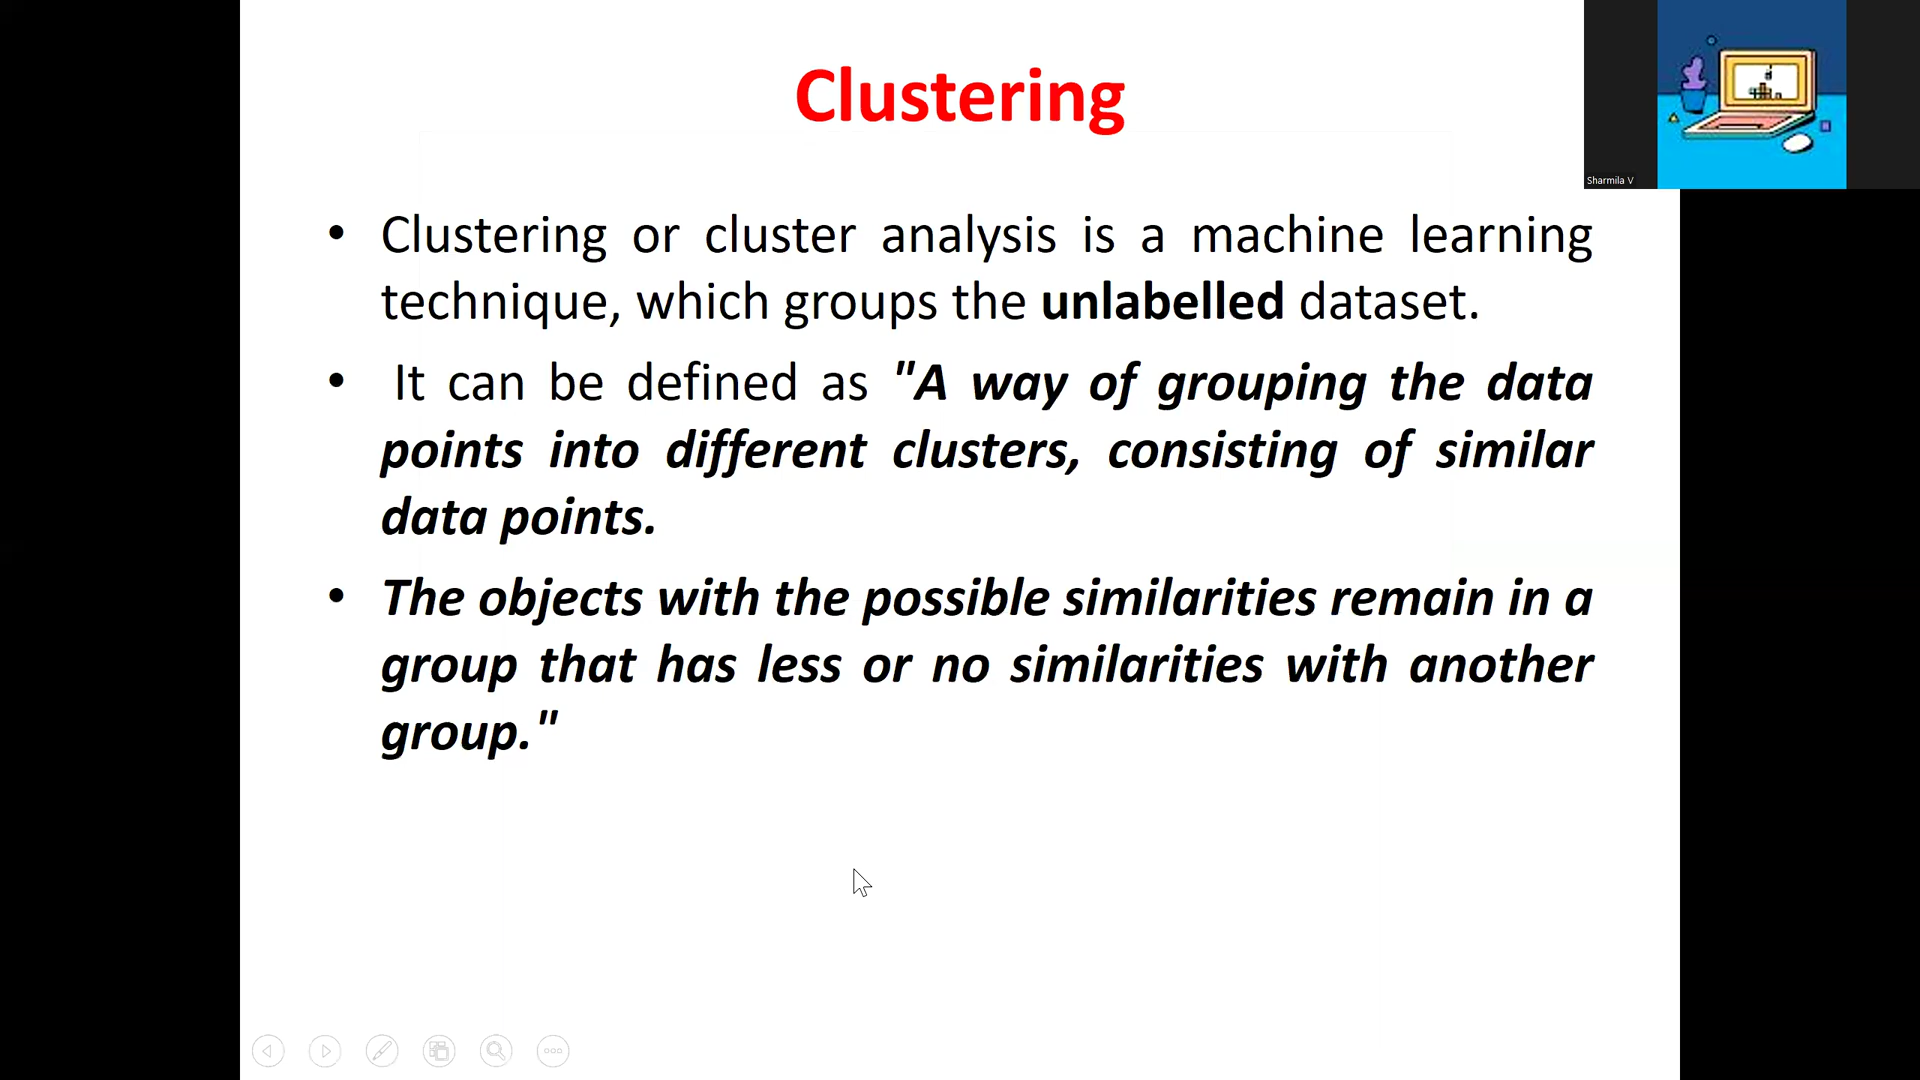 Clustering
Sharmila V
• Clustering or cluster analysis is a machine learning
technique, which groups the unlabelled dataset.
• It can be defined as "A way of grouping the data
points into different clusters, consisting of similar
data points.
• The objects with the possible similarities remain in a
group that has less or no similarities with another
group."